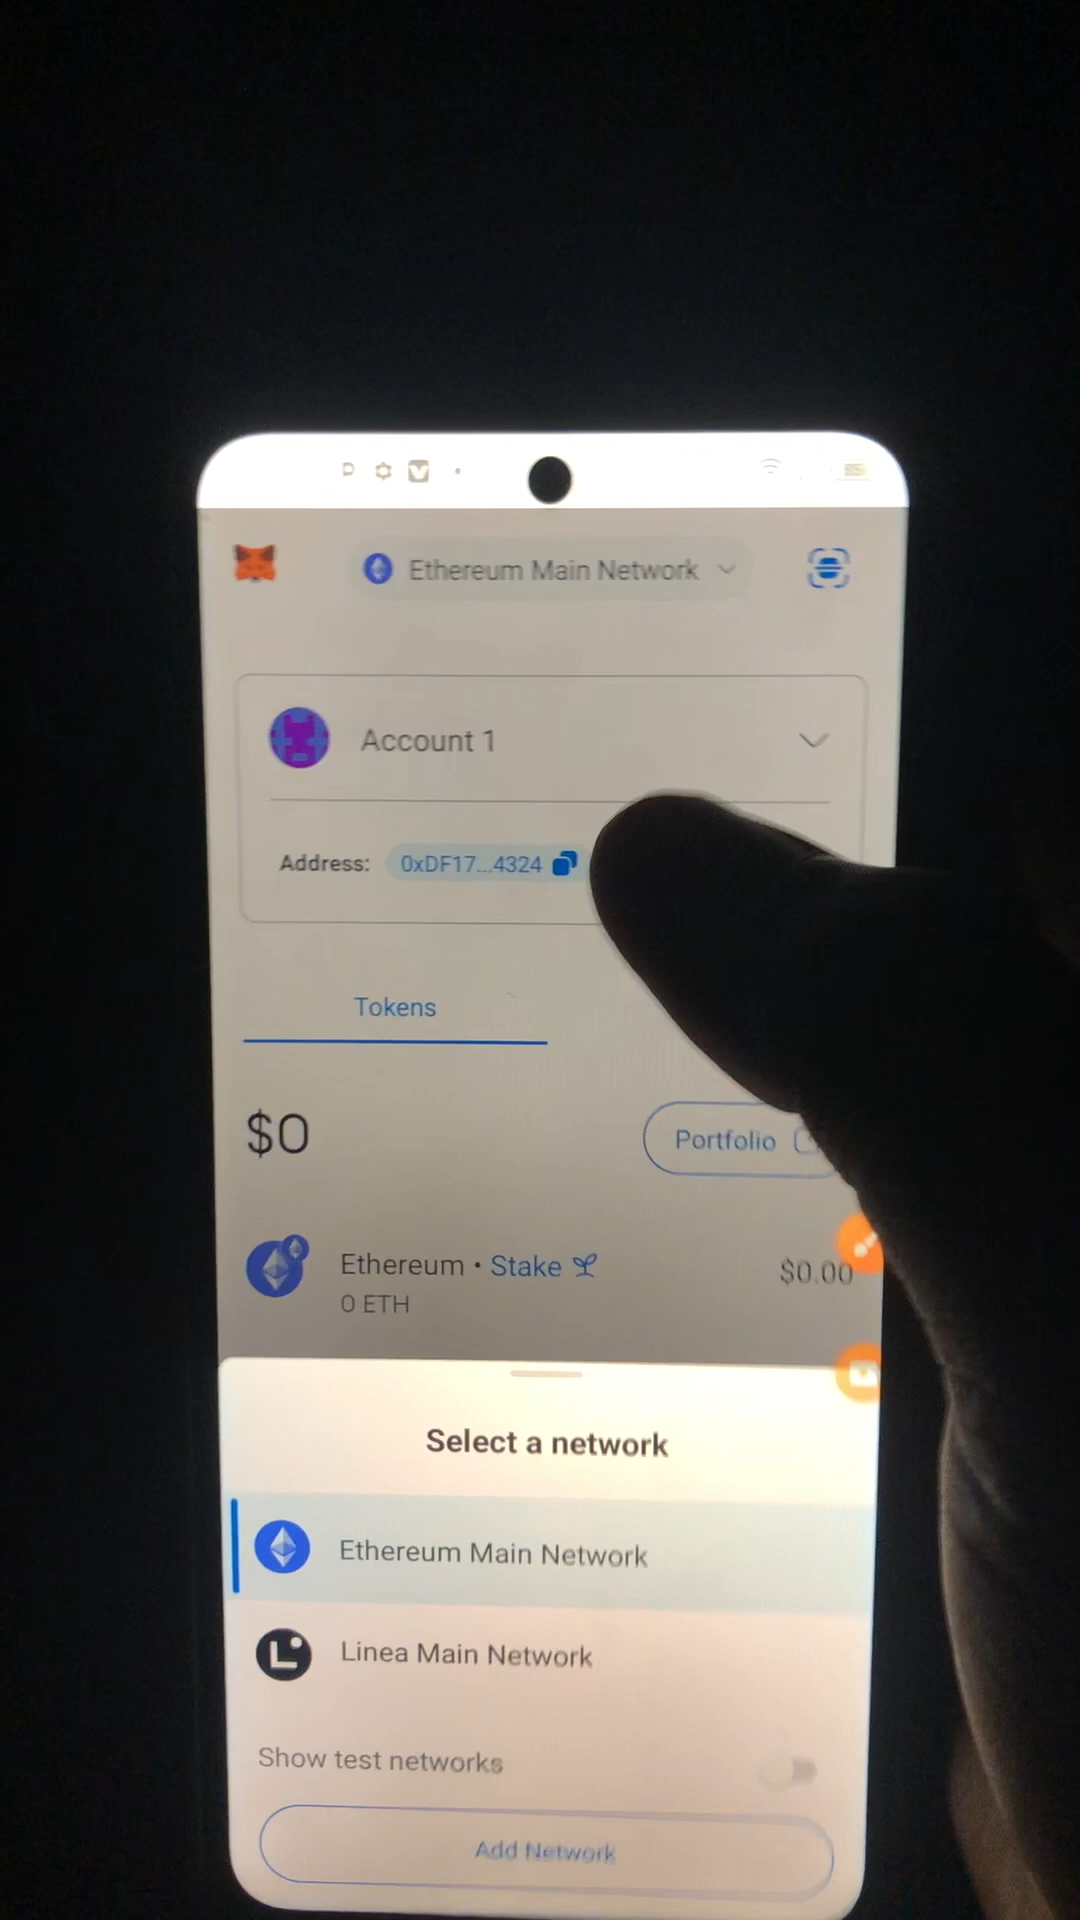 Ethereum Main Network
Account 1
Address: 0xDF17...4324
Tokens
$0
Portfolio
Ethereum • Stake
$0.00
0 ETH
Select a network
Ethereum Main Network
Linea Main Network
Show test networks
Add Network